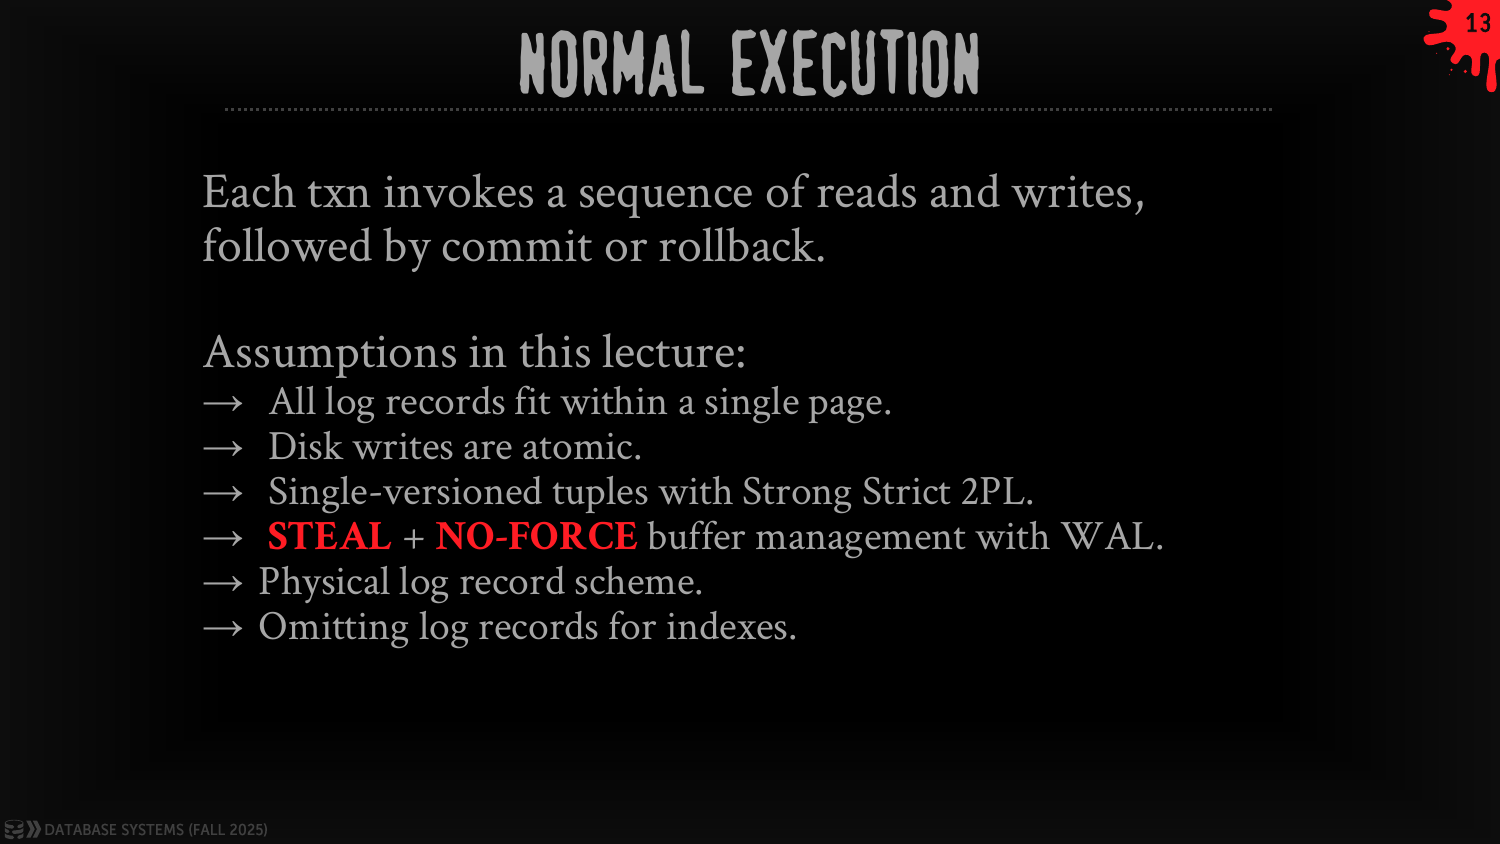 NORMAL EXECUTION
13
Each txn invokes a sequence of reads and writes,
followed by commit or rollback.
Assumptions in this lecture:
→ All log records fit within a single page.
→ Disk writes are atomic.
→ Single-versioned tuples with Strong Strict 2PL.
→ STEAL + NO-FORCE buffer management with WAL.
→ Physical log record scheme.
→ Omitting log records for indexes.
DATABASE SYSTEMS (FALL 2025)